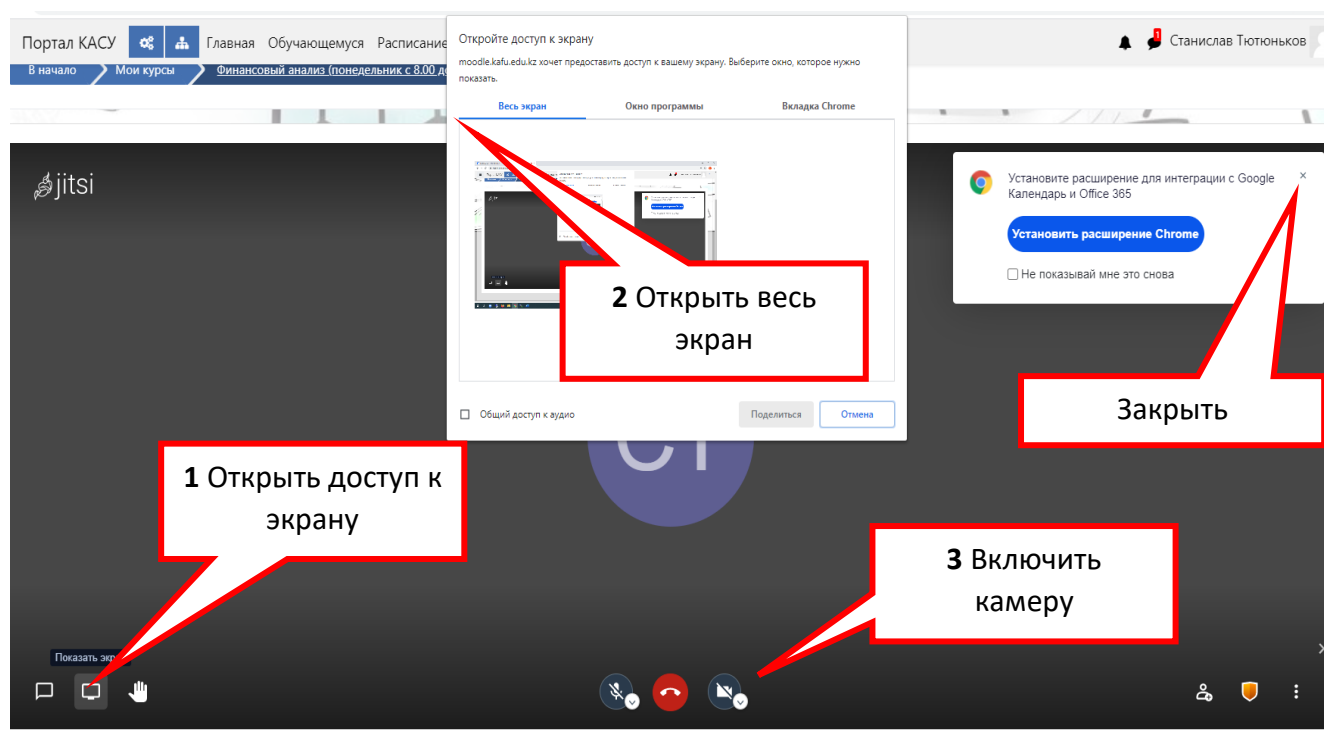 Портал КАСУ Главная Обучающемуся Расписание
1 Станислав Тютюньков
В начало Мои курсы Финансовый анализ (понедельник с 8.00
Откройте доступ к экрану
moodle.kafu.edu.kz хочет предоставить доступ к вашему экрану. Выберите окно, которое нужно
показать.
Весь экран Окно программы Вкладка Chrome
jitsi
Установите расширение для интеграции с Google
Календарь и Office 365
Установить расширение Chrome
Не показывай мне это снова
2 Открыть весь
экран
Закрыть
Общий доступ к аудио Поделиться Отмена
1 Открыть доступ к
экрану
3 Включить
камеру
Показать